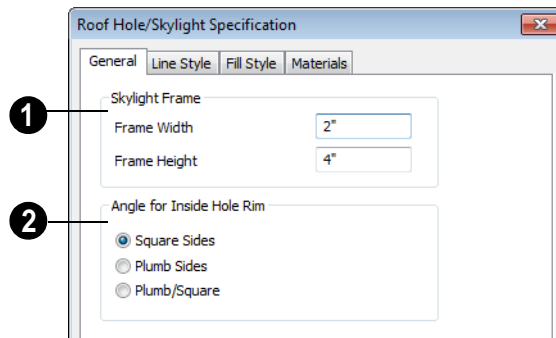 Roof Hole/Skylight Specification
General Line Style Fill Style Materials
1 Skylight Frame
Frame Width 2"
Frame Height 4"
2 Angle for Inside Hole Rim
Square Sides
Plumb Sides
Plumb/Square